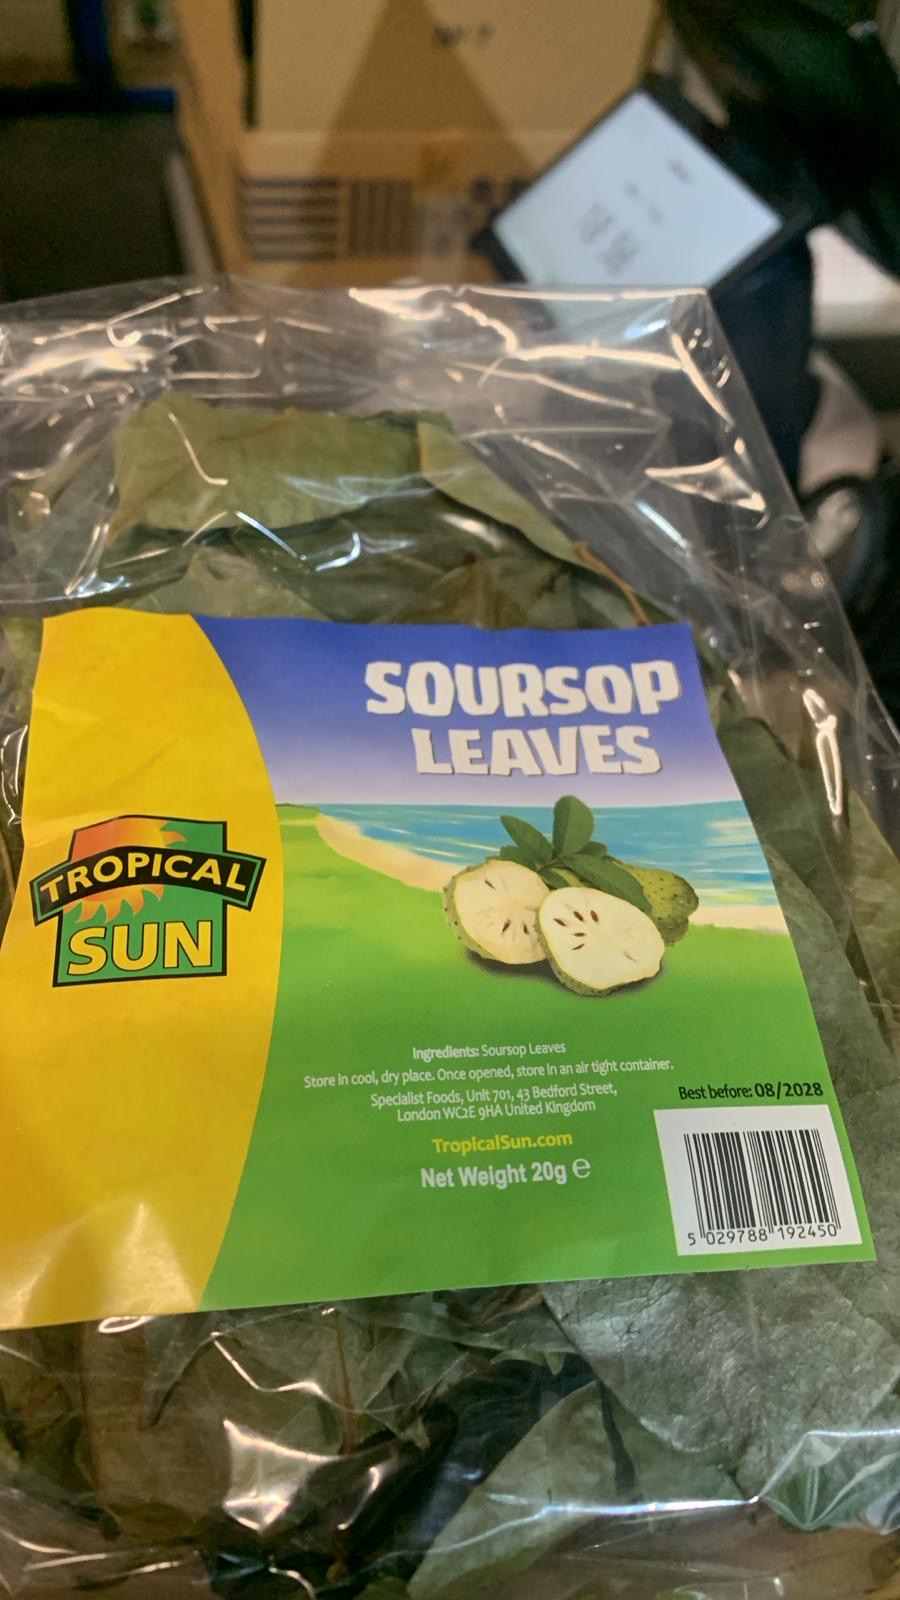 SOURSOP
LEAVES
TROPICAL
SUN
Ingredients: Soursop Leaves
Store in cool, dry place. Once opened, store in an air tight container.
Specialist Foods, Unit 701, 43 Bedford Street,
London WC2E 9HA United Kingdom
TropicalSun.com
Net Weight 20g ℮
Best before: 08/2028
5 029788 192450